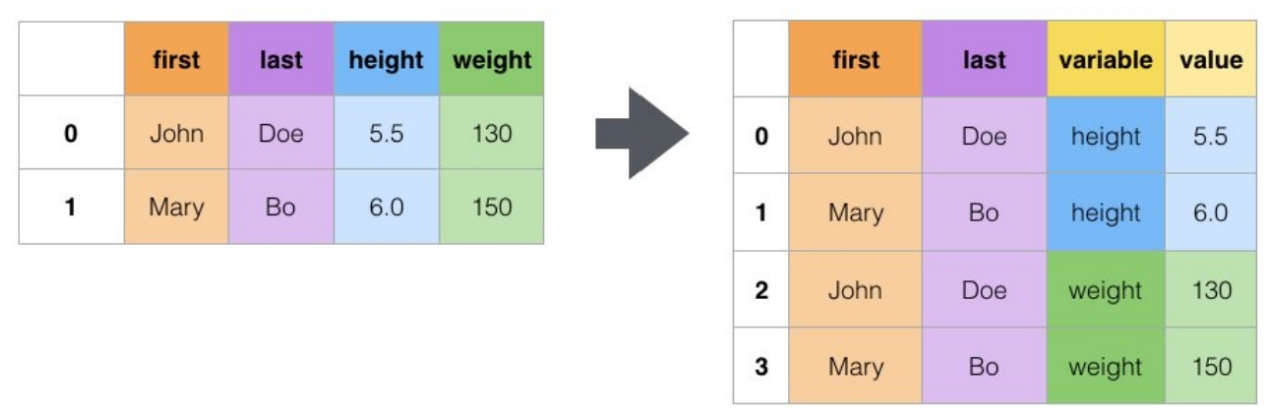 first last height weight
0 John Doe 5.5 130
1 Mary Bo 6.0 150
first last variable value
0 John Doe height 5.5
1 Mary Bo height 6.0
2 John Doe weight 130
3 Mary Bo weight 150